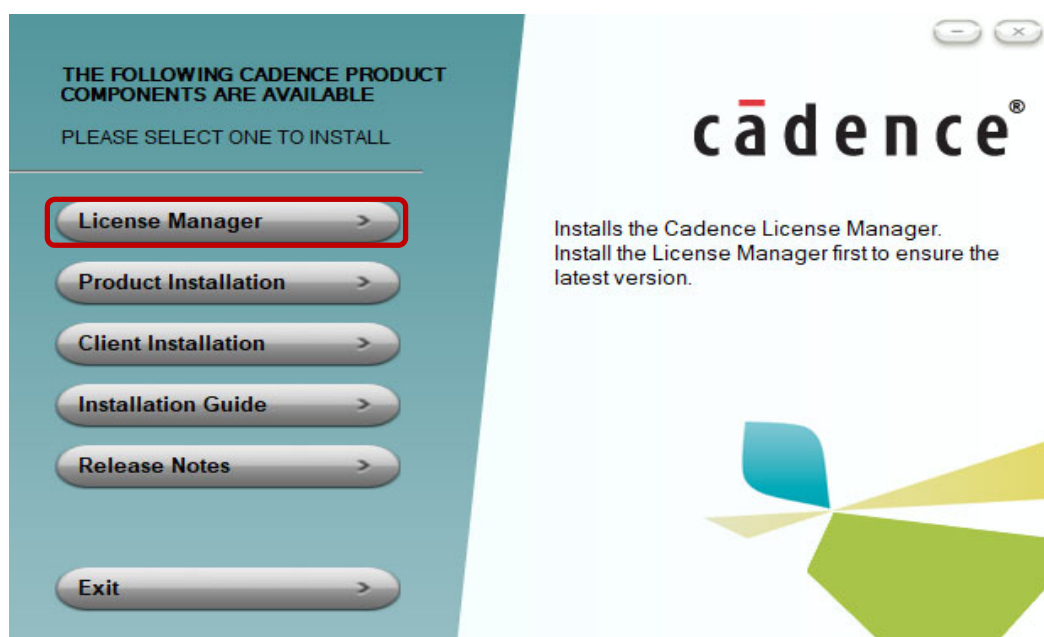 THE FOLLOWING CADENCE PRODUCT
COMPONENTS ARE AVAILABLE
PLEASE SELECT ONE TO INSTALL
License Manager
Product Installation
Client Installation
Installation Guide
Release Notes
Exit
cādence®
Installs the Cadence License Manager.
Install the License Manager first to ensure the
latest version.